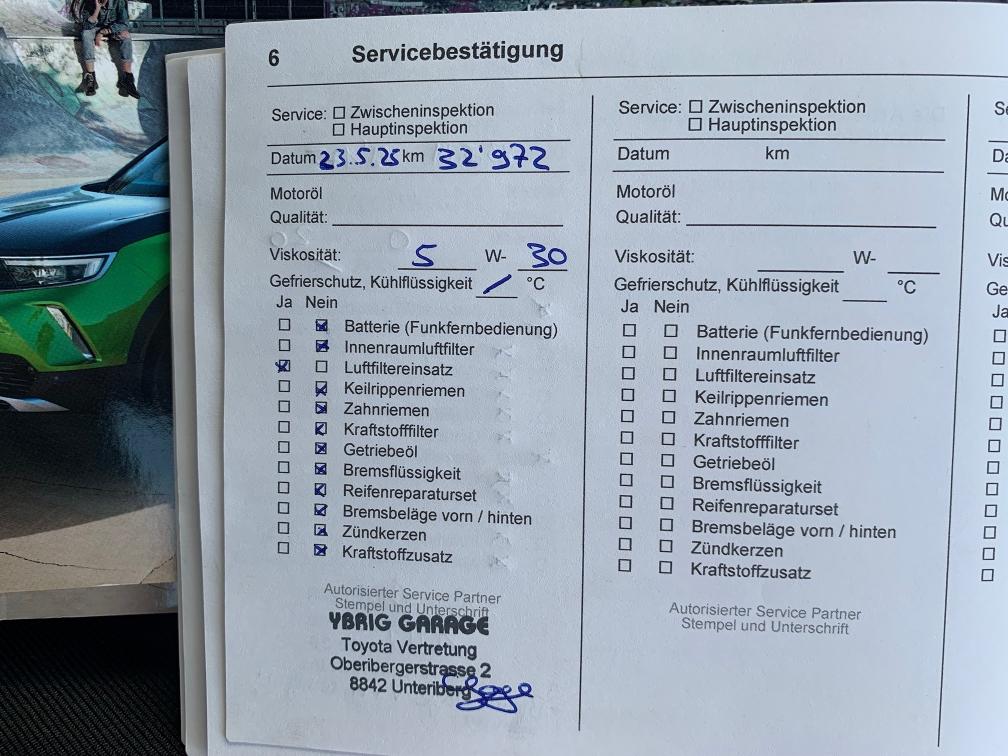 6 Servicebestätigung
Service: ☐ Zwischeninspektion
☐ Hauptinspektion
Datum 23.5.25 km 32'972
Motoröl
Qualität:
Viskosität: 5 W- 30
Gefrierschutz, Kühlflüssigkeit / °C
Ja Nein
☐ ☒ Batterie (Funkfernbedienung)
☐ ☒ Innenraumluftfilter
☒ ☐ Luftfiltereinsatz
☐ ☒ Keilrippenriemen
☐ ☒ Zahnriemen
☐ ☒ Kraftstofffilter
☐ ☒ Getriebeöl
☐ ☒ Bremsflüssigkeit
☐ ☒ Reifenreparaturset
☐ ☒ Bremsbeläge vorn / hinten
☐ ☒ Zündkerzen
☐ ☒ Kraftstoffzusatz
Autorisierter Service Partner
Stempel und Unterschrift
YBRIG GARAGE
Toyota Vertretung
Oberibergerstrasse 2
8842 Unteriberg
Service: ☐ Zwischeninspektion
☐ Hauptinspektion
Datum km
Motoröl
Qualität:
Viskosität: W-
Gefrierschutz, Kühlflüssigkeit °C
Ja Nein
☐ ☐ Batterie (Funkfernbedienung)
☐ ☐ Innenraumluftfilter
☐ ☐ Luftfiltereinsatz
☐ ☐ Keilrippenriemen
☐ ☐ Zahnriemen
☐ ☐ Kraftstofffilter
☐ ☐ Getriebeöl
☐ ☐ Bremsflüssigkeit
☐ ☐ Reifenreparaturset
☐ ☐ Bremsbeläge vorn / hinten
☐ ☐ Zündkerzen
☐ ☐ Kraftstoffzusatz
Autorisierter Service Partner
Stempel und Unterschrift